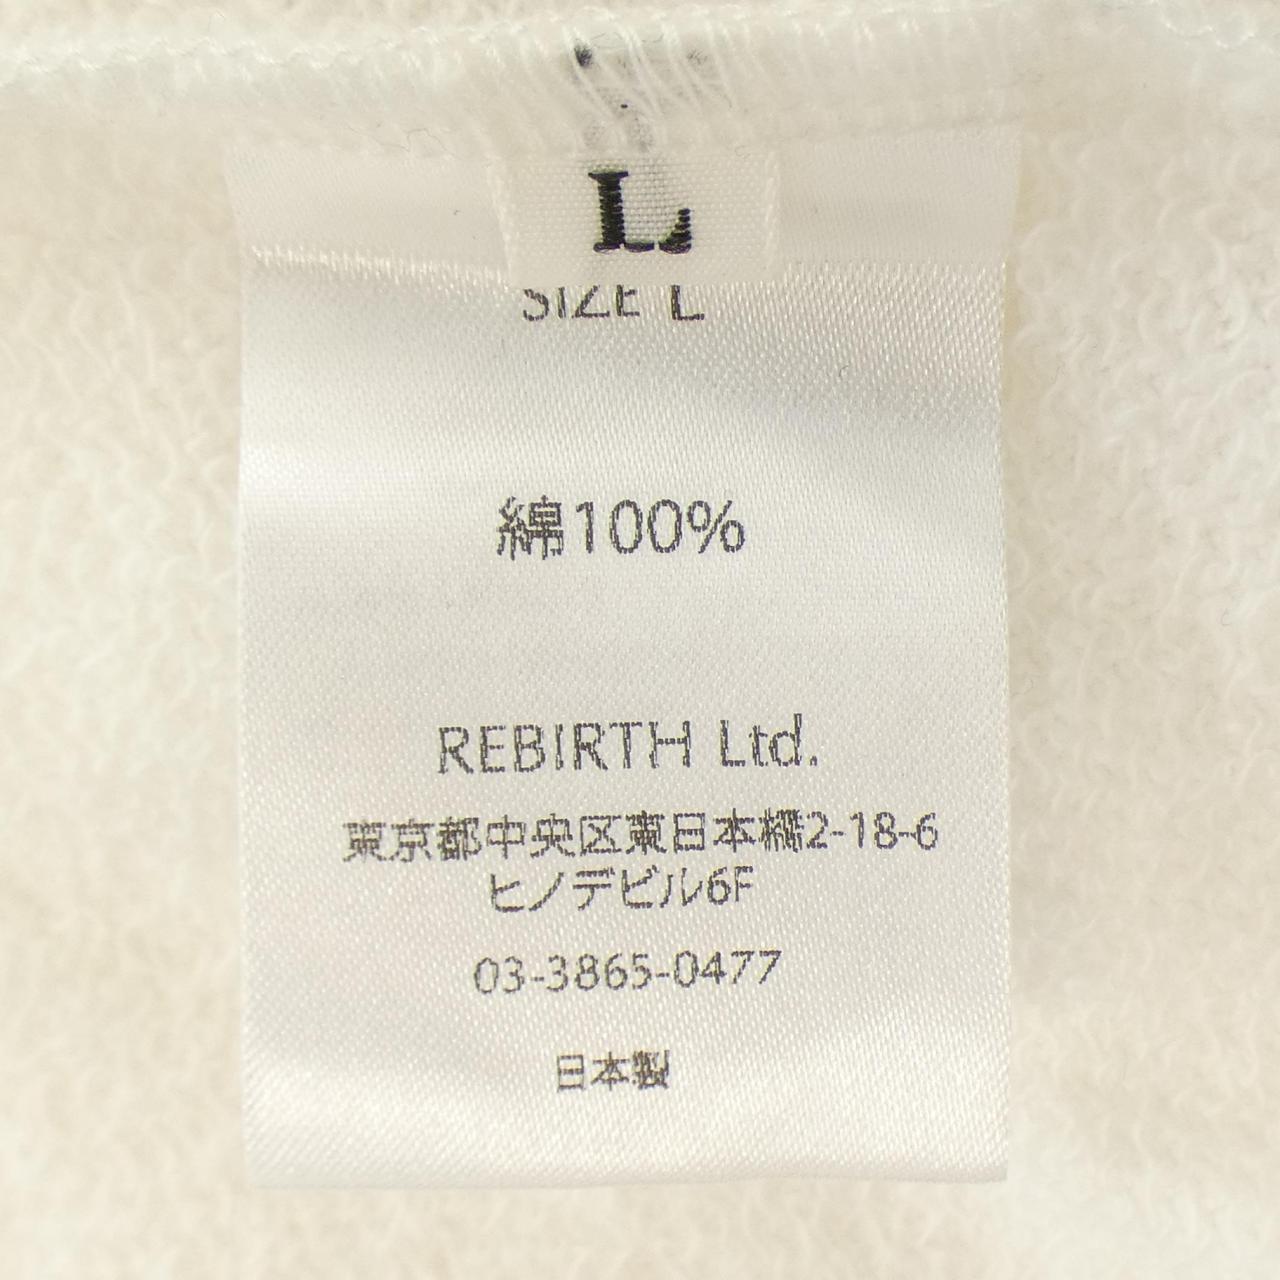 L
SIZE L
綿100%
REBIRTH Ltd.
東京都中央区東日本橋2-18-6
ヒノデビル6F
03-3865-0477
日本製